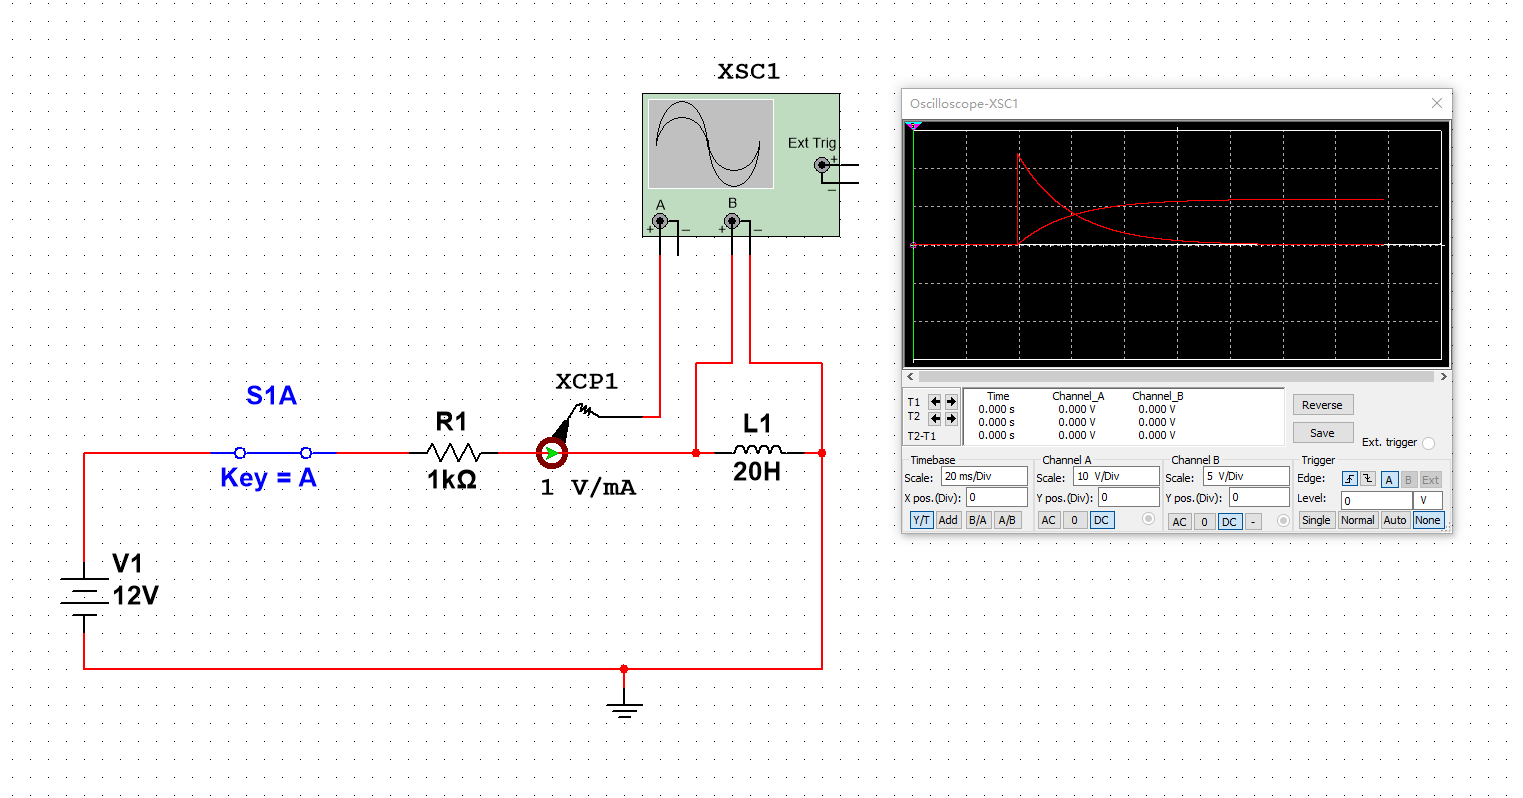 XSC1
Ext Trig
+
−
A
B
+ −
+ −
XCP1
1 V/mA
S1A
Key = A
R1
1kΩ
L1
20H
V1
12V
Oscilloscope-XSC1
T1
T2
T2-T1
Time Channel_A Channel_B
0.000 s 0.000 V 0.000 V
0.000 s 0.000 V 0.000 V
0.000 s 0.000 V 0.000 V
Reverse
Save
Ext. trigger
Timebase
Scale: 20 ms/Div
X pos.(Div): 0
Y/T Add B/A A/B
Channel A
Scale: 10 V/Div
Y pos.(Div): 0
AC 0 DC
Channel B
Scale: 5 V/Div
Y pos.(Div): 0
AC 0 DC -
Trigger
Edge: A B Ext
Level: 0 V
Single Normal Auto None